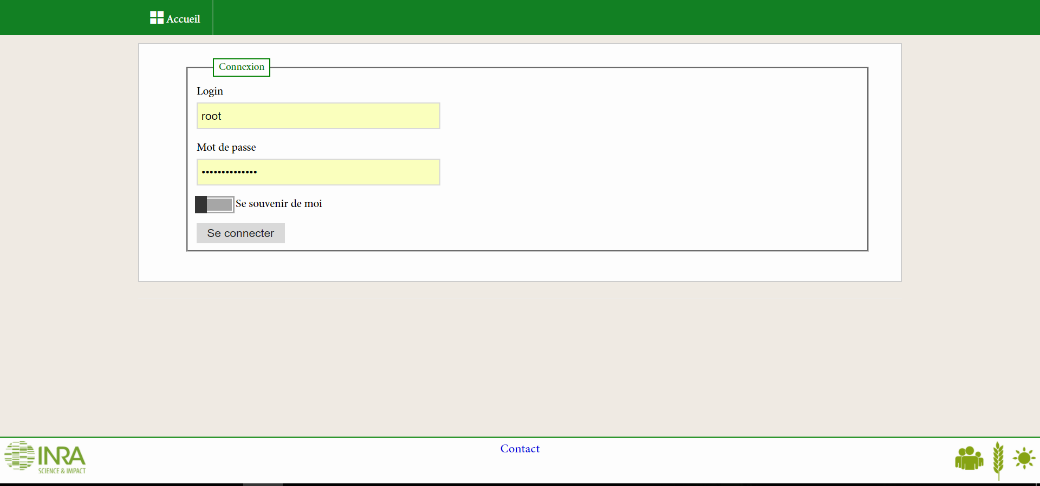 Accueil
Connexion
Login
root
Mot de passe
••••••••••••••
Se souvenir de moi
Se connecter
INRA
SCIENCE & IMPACT
Contact